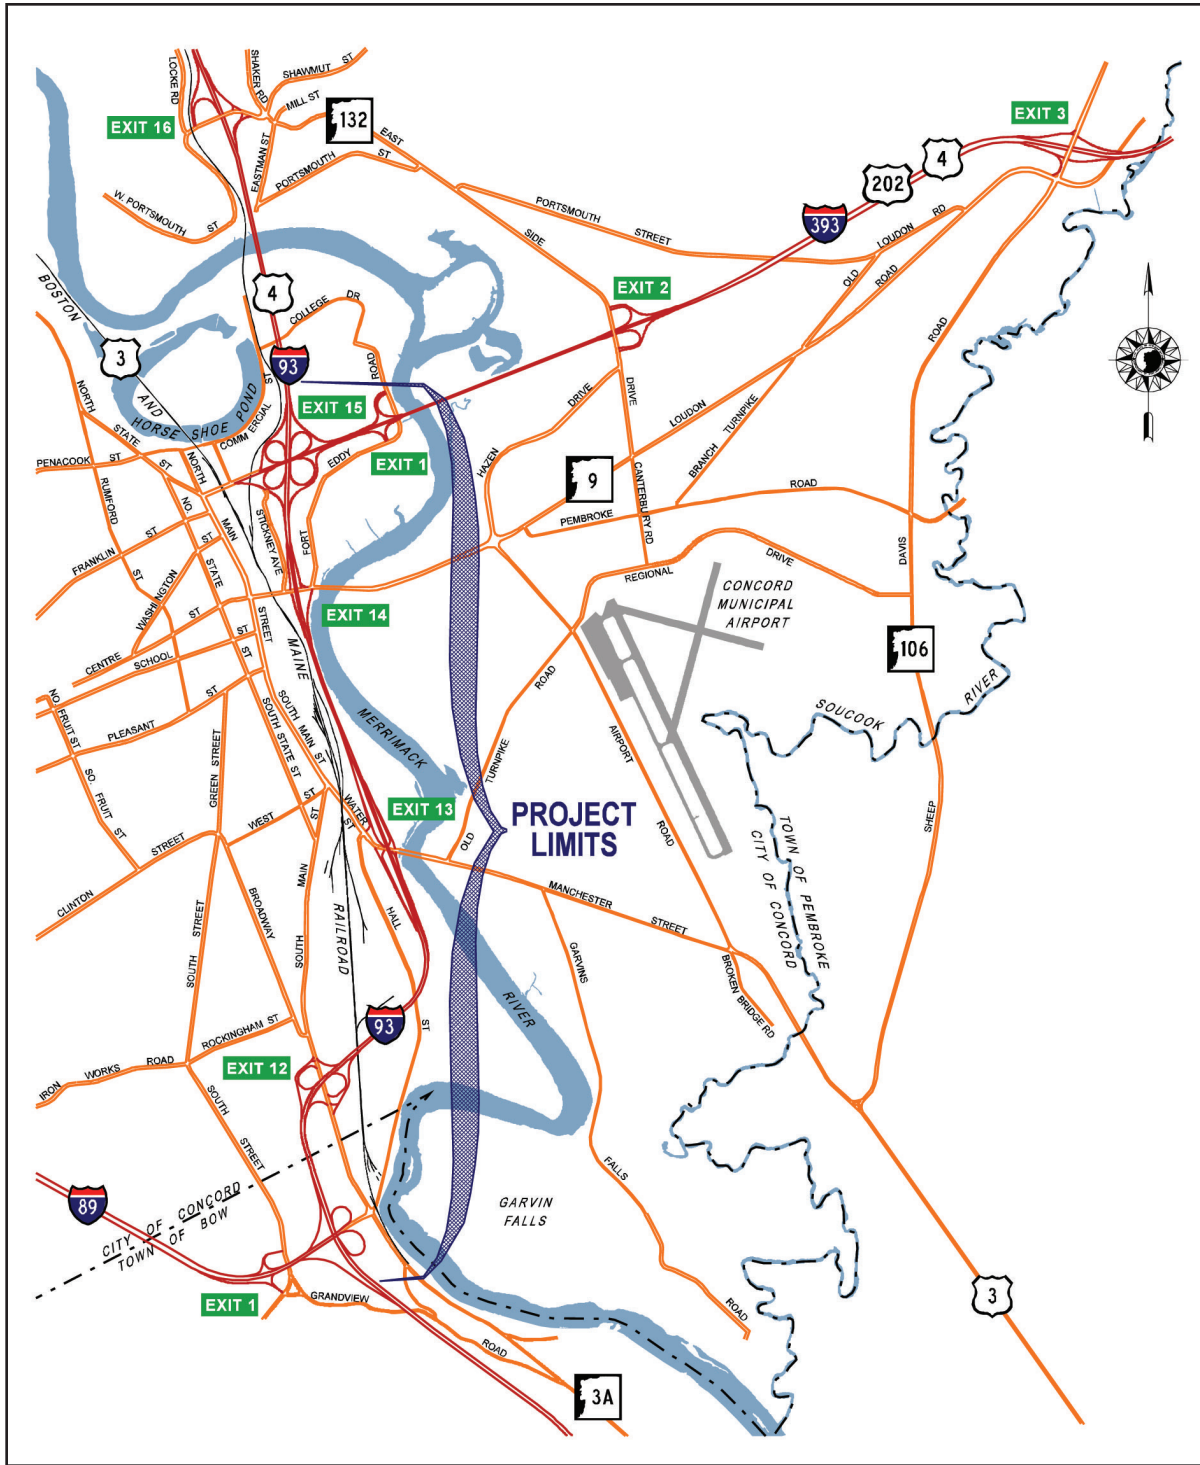 LOCKE RD
SHAKER RD
SHAWMUT ST
MILL ST
EXIT 16
132
EAST
SIDE
DRIVE
EASTMAN ST
PORTSMOUTH ST
W. PORTSMOUTH ST
PORTSMOUTH STREET
EXIT 3
4
202
393
LOUDON RD
OLD
LOUDON ROAD
EXIT 2
BOSTON
AND
MAINE
RAILROAD
3
4
COLLEGE DR
93
HORSE SHOE POND
COMMERCIAL ST
EXIT 15
EDDY ROAD
EXIT 1
NORTH STATE ST
PENACOOK ST
RUMFORD ST
NORTH MAIN STREET
NO. STATE ST
FRANKLIN ST
WASHINGTON ST
STICKNEY AVE
FORT
EXIT 14
HAZEN DRIVE
9
BRANCH TURNPIKE
CANTERBURY RD
PEMBROKE ROAD
REGIONAL DRIVE
DAVIS
ROAD
CONCORD
MUNICIPAL
AIRPORT
106
SOUCOOK RIVER
CENTRE ST
SCHOOL ST
NO. FRUIT ST
PLEASANT ST
SO. FRUIT ST
GREEN STREET
SOUTH STATE ST
SOUTH MAIN ST
MERRIMACK
RIVER
OLD TURNPIKE ROAD
AIRPORT ROAD
WATER ST
EXIT 13
PROJECT
LIMITS
SHEEP
TOWN OF PEMBROKE
CITY OF CONCORD
CLINTON STREET
WEST ST
SOUTH STREET
BROADWAY
SOUTH MAIN ST
HALL ST
MANCHESTER STREET
GARVINS FALLS ROAD
BROKEN BRIDGE RD
93
ROCKINGHAM ST
IRON WORKS ROAD
EXIT 12
SOUTH STREET
89
CITY OF CONCORD
TOWN OF BOW
GARVIN
FALLS
EXIT 1
GRANDVIEW ROAD
3
3A